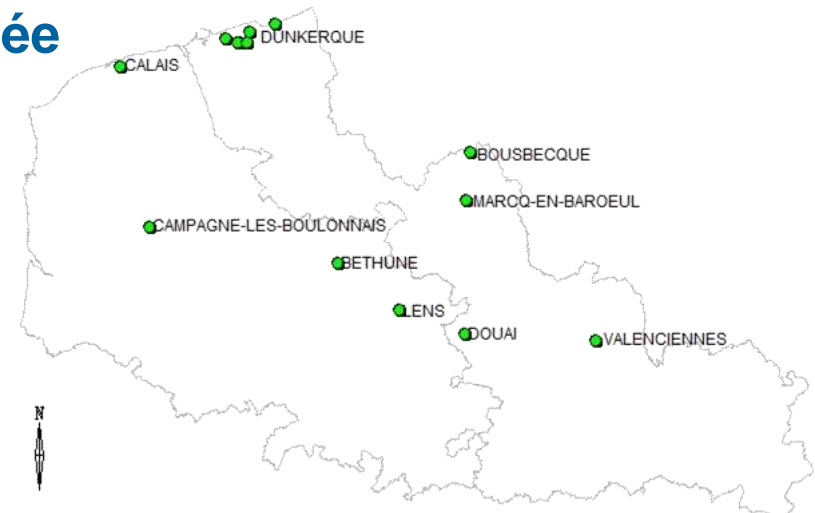 ée
DUNKERQUE
CALAIS
BOUSBECQUE
MARCQ-EN-BAROEUL
CAMPAGNE-LES-BOULONNAIS
BETHUNE
LENS
DOUAI
VALENCIENNES
N